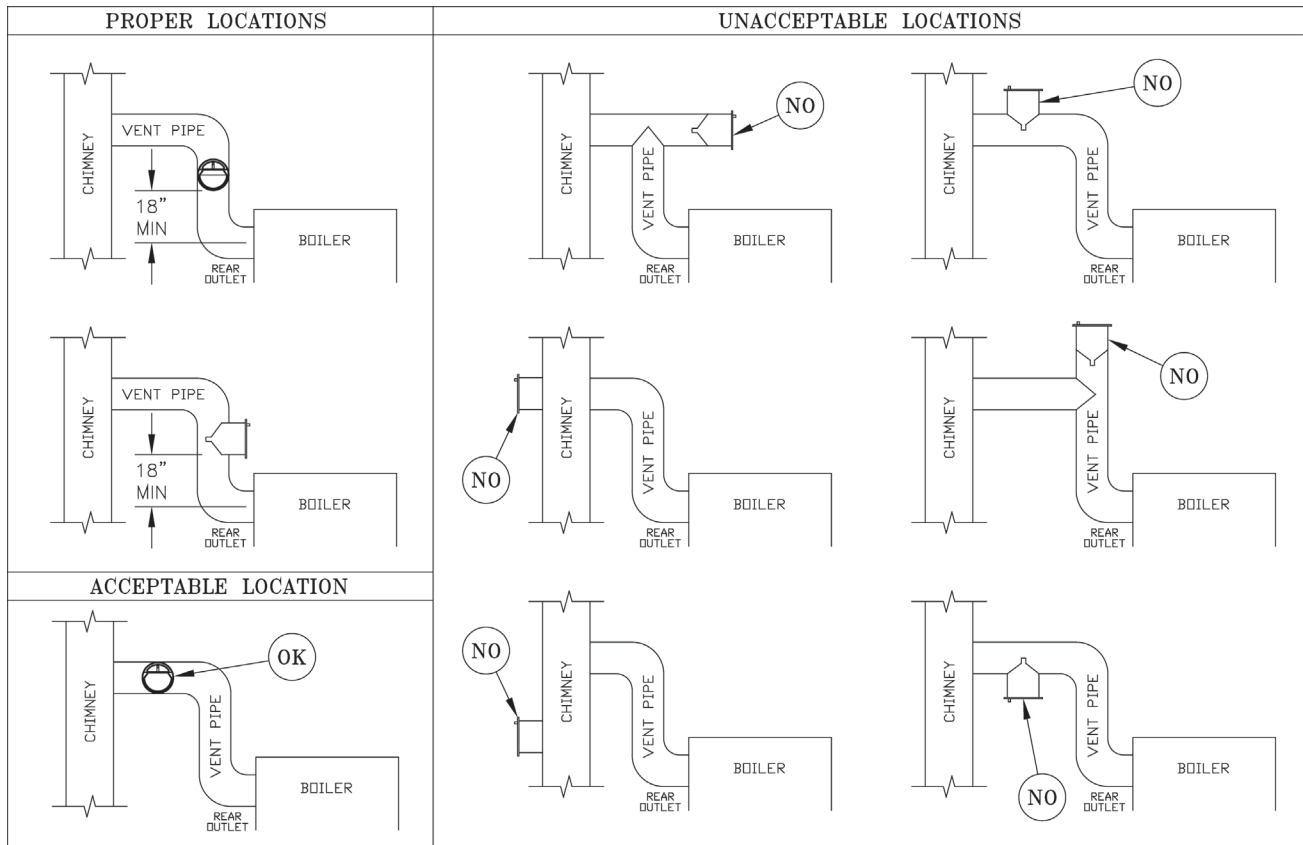 PROPER LOCATIONS
CHIMNEY
VENT PIPE
18"
MIN
BOILER
REAR
OUTLET
CHIMNEY
VENT PIPE
18"
MIN
BOILER
REAR
OUTLET
ACCEPTABLE LOCATION
OK
CHIMNEY
VENT PIPE
BOILER
REAR
OUTLET
UNACCEPTABLE LOCATIONS
NO
CHIMNEY
VENT PIPE
BOILER
REAR
OUTLET
NO
CHIMNEY
VENT PIPE
BOILER
REAR
OUTLET
NO
CHIMNEY
VENT PIPE
BOILER
REAR
OUTLET
NO
CHIMNEY
VENT PIPE
BOILER
REAR
OUTLET
NO
CHIMNEY
VENT PIPE
BOILER
REAR
OUTLET
NO
CHIMNEY
VENT PIPE
BOILER
REAR
OUTLET